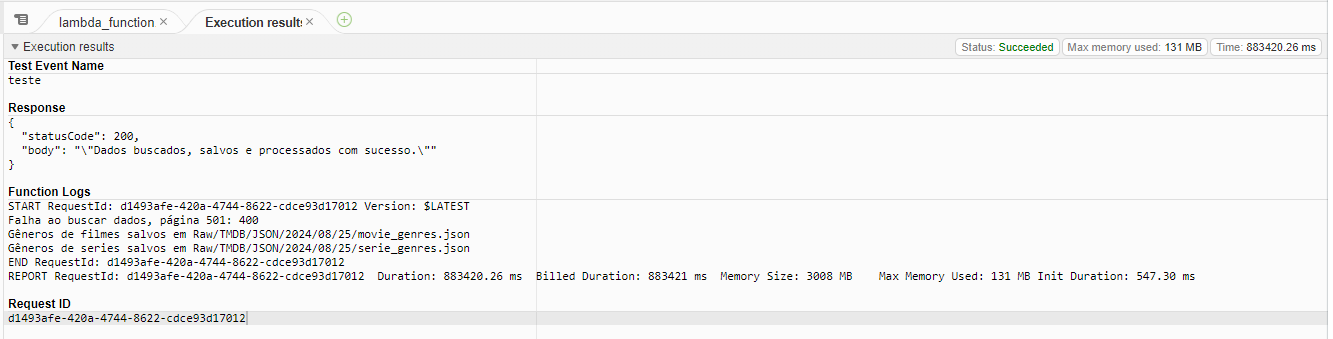 lambda_function
Execution results
Execution results
Status: Succeeded
Max memory used: 131 MB
Time: 883420.26 ms
Test Event Name
teste
Response
{
  "statusCode": 200,
  "body": "\"Dados buscados, salvos e processados com sucesso.\""
}
Function Logs
START RequestId: d1493afe-420a-4744-8622-cdce93d17012 Version: $LATEST
Falha ao buscar dados, página 501: 400
Gêneros de filmes salvos em Raw/TMDB/JSON/2024/08/25/movie_genres.json
Gêneros de series salvos em Raw/TMDB/JSON/2024/08/25/serie_genres.json
END RequestId: d1493afe-420a-4744-8622-cdce93d17012
REPORT RequestId: d1493afe-420a-4744-8622-cdce93d17012  Duration: 883420.26 ms  Billed Duration: 883421 ms  Memory Size: 3008 MB    Max Memory Used: 131 MB Init Duration: 547.30 ms
Request ID
d1493afe-420a-4744-8622-cdce93d17012